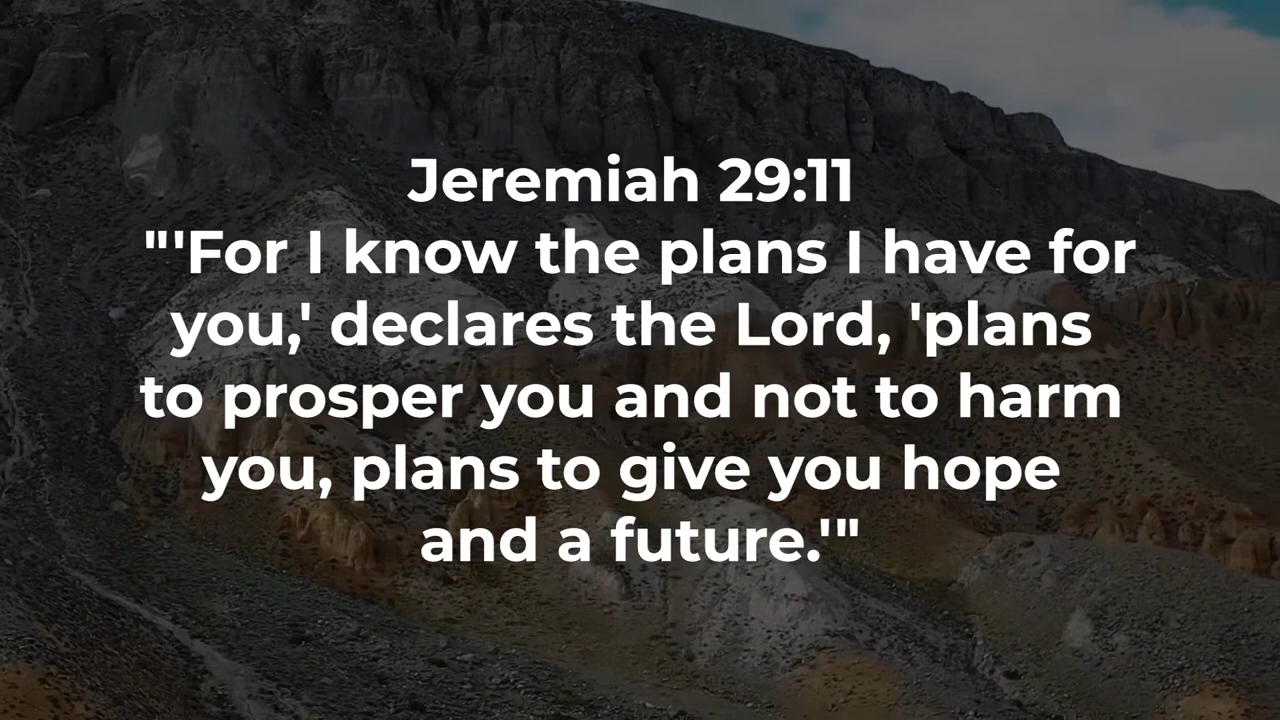 Jeremiah 29:11
"'For I know the plans I have for
you,' declares the Lord, 'plans
to prosper you and not to harm
you, plans to give you hope
and a future.'"